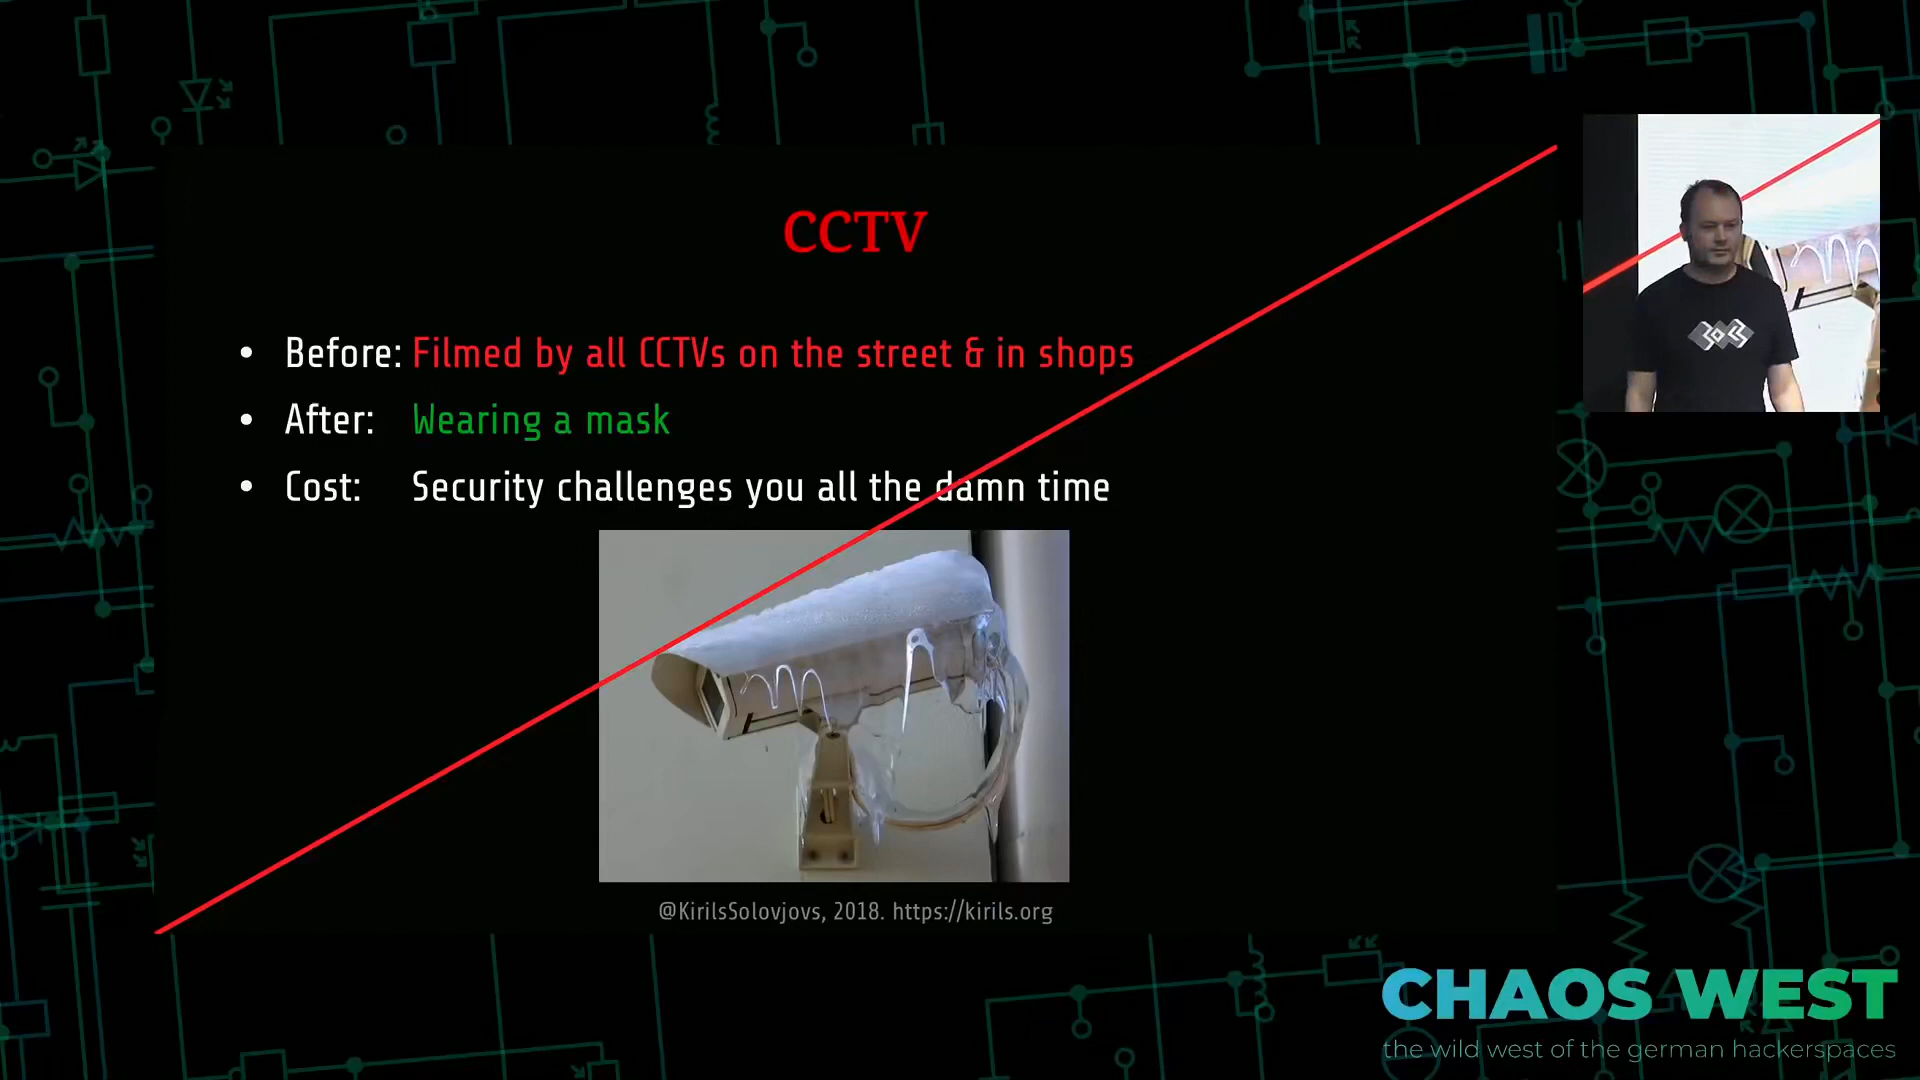 CCTV
• Before: Filmed by all CCTVs on the street & in shops
• After: Wearing a mask
• Cost: Security challenges you all the damn time
@KirilsSolovjovs, 2018. https://kirils.org
CHAOS WEST
the wild west of the german hackerspaces